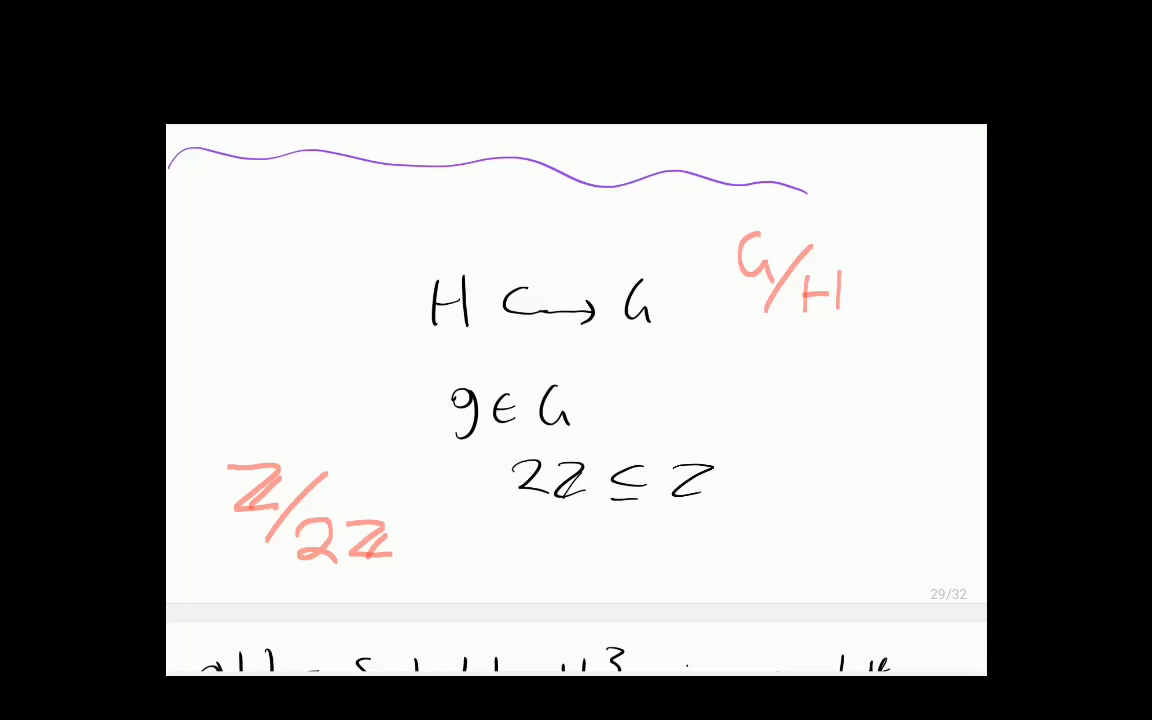 H ↪ G
G/H
g ∈ G
2ℤ ⊆ Z
ℤ/2ℤ
29/32